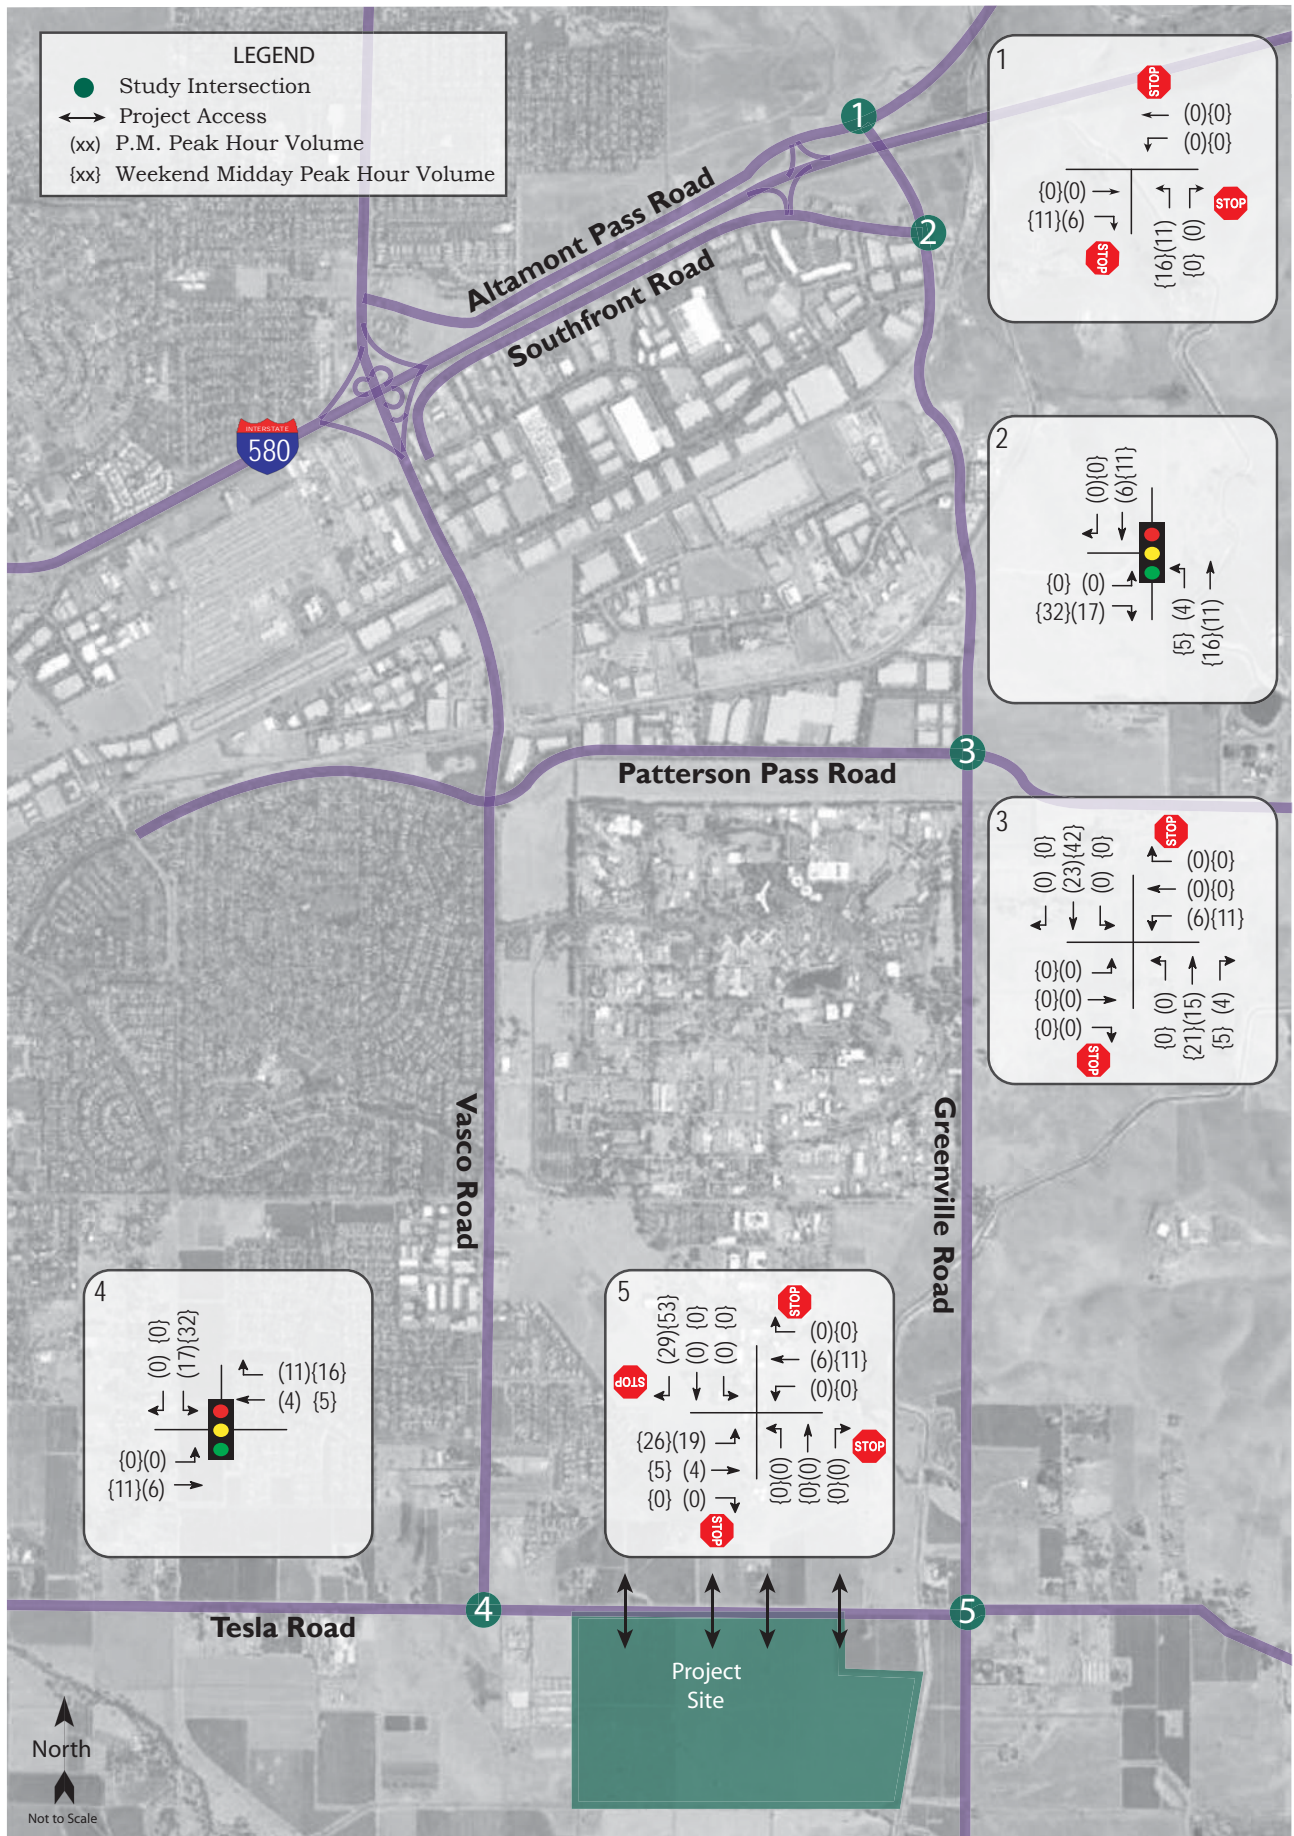 LEGEND
Study Intersection
Project Access
(xx) P.M. Peak Hour Volume
{xx} Weekend Midday Peak Hour Volume
1
2
Altamont Pass Road
Southfront Road
INTERSTATE
580
3
Patterson Pass Road
Vasco Road
Greenville Road
4
5
Tesla Road
Project
Site
North
Not to Scale
1
STOP
(0){0}
(0){0}
{0}(0)
{11}(6)
STOP
{16}(11)
{0} (0)
STOP
2
(0){0}
(6){11}
{0} (0)
{32}(17)
{5} (4)
{16}(11)
3
(0) {0}
(23){42}
(0) {0}
STOP
(0){0}
(0){0}
(6){11}
{0}(0)
{0}(0)
{0}(0)
STOP
{0} (0)
{21}(15)
{5} (4)
4
(0) {0}
(17){32}
(11){16}
(4) {5}
{0}(0)
{11}(6)
5
(29){53}
(0) {0}
(0) {0}
STOP
STOP
(0){0}
(6){11}
(0){0}
{26}(19)
{5} (4)
{0} (0)
STOP
{0}(0)
{0}(0)
{0}(0)
STOP